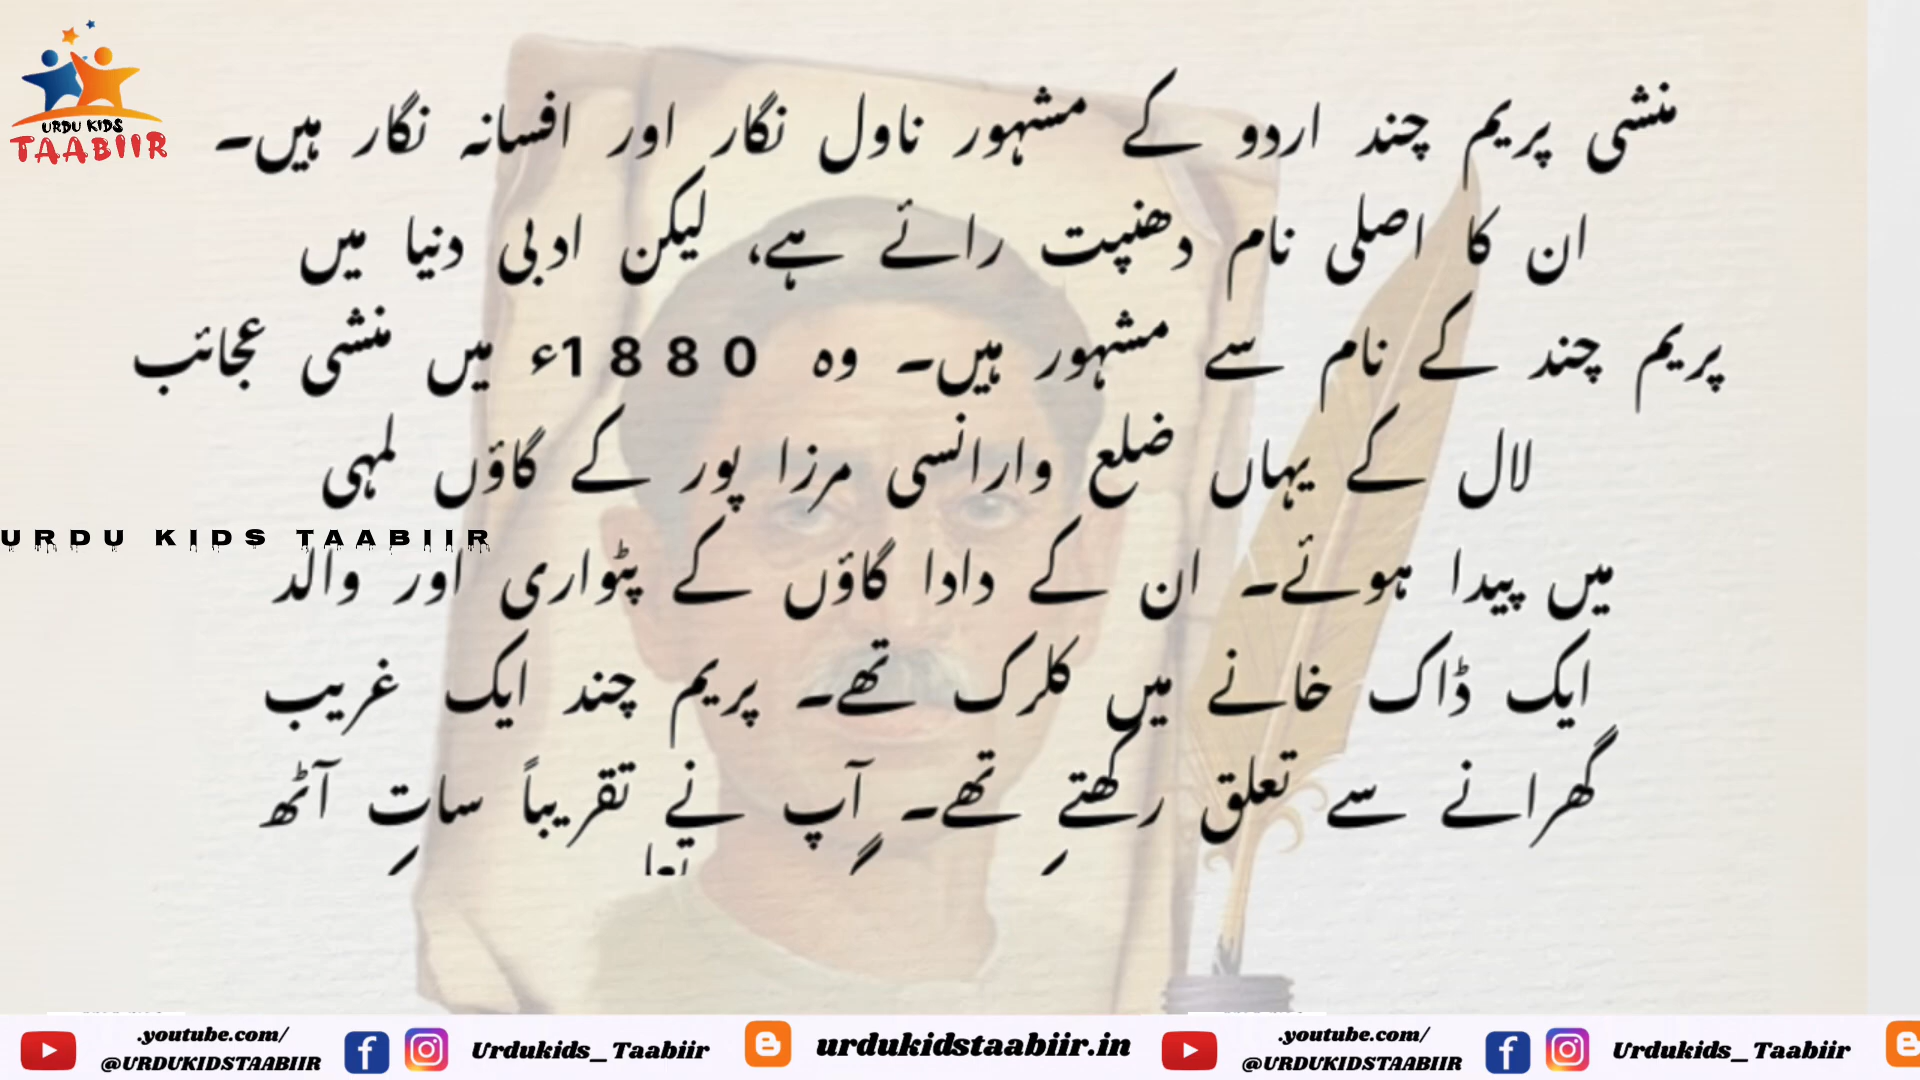 URDU KIDS
TAABIIR
منشی پریم چند اردو کے مشہور ناول نگار اور افسانہ نگار ہیں۔
ان کا اصلی نام دھنپت رائے ہے، لیکن ادبی دنیا میں
پریم چند کے نام سے مشہور ہیں۔ وہ 1880ء میں منشی عجائب
لال کے یہاں ضلع وارانسی مرزا پور کے گاؤں لمہی
URDU KIDS TAABIIR
میں پیدا ہوئے۔ ان کے دادا گاؤں کے پٹواری اور والد
ایک ڈاک خانے میں کلرک تھے۔ پریم چند ایک غریب
گھرانے سے تعلق رکھتے تھے۔ آپ نے تقریباً سات آٹھ
.youtube.com/
@URDUKIDSTAABIIR
Urdukids_Taabiir
urdukidstaabiir.in
.youtube.com/
@URDUKIDSTAABIIR
Urdukids_Taabiir